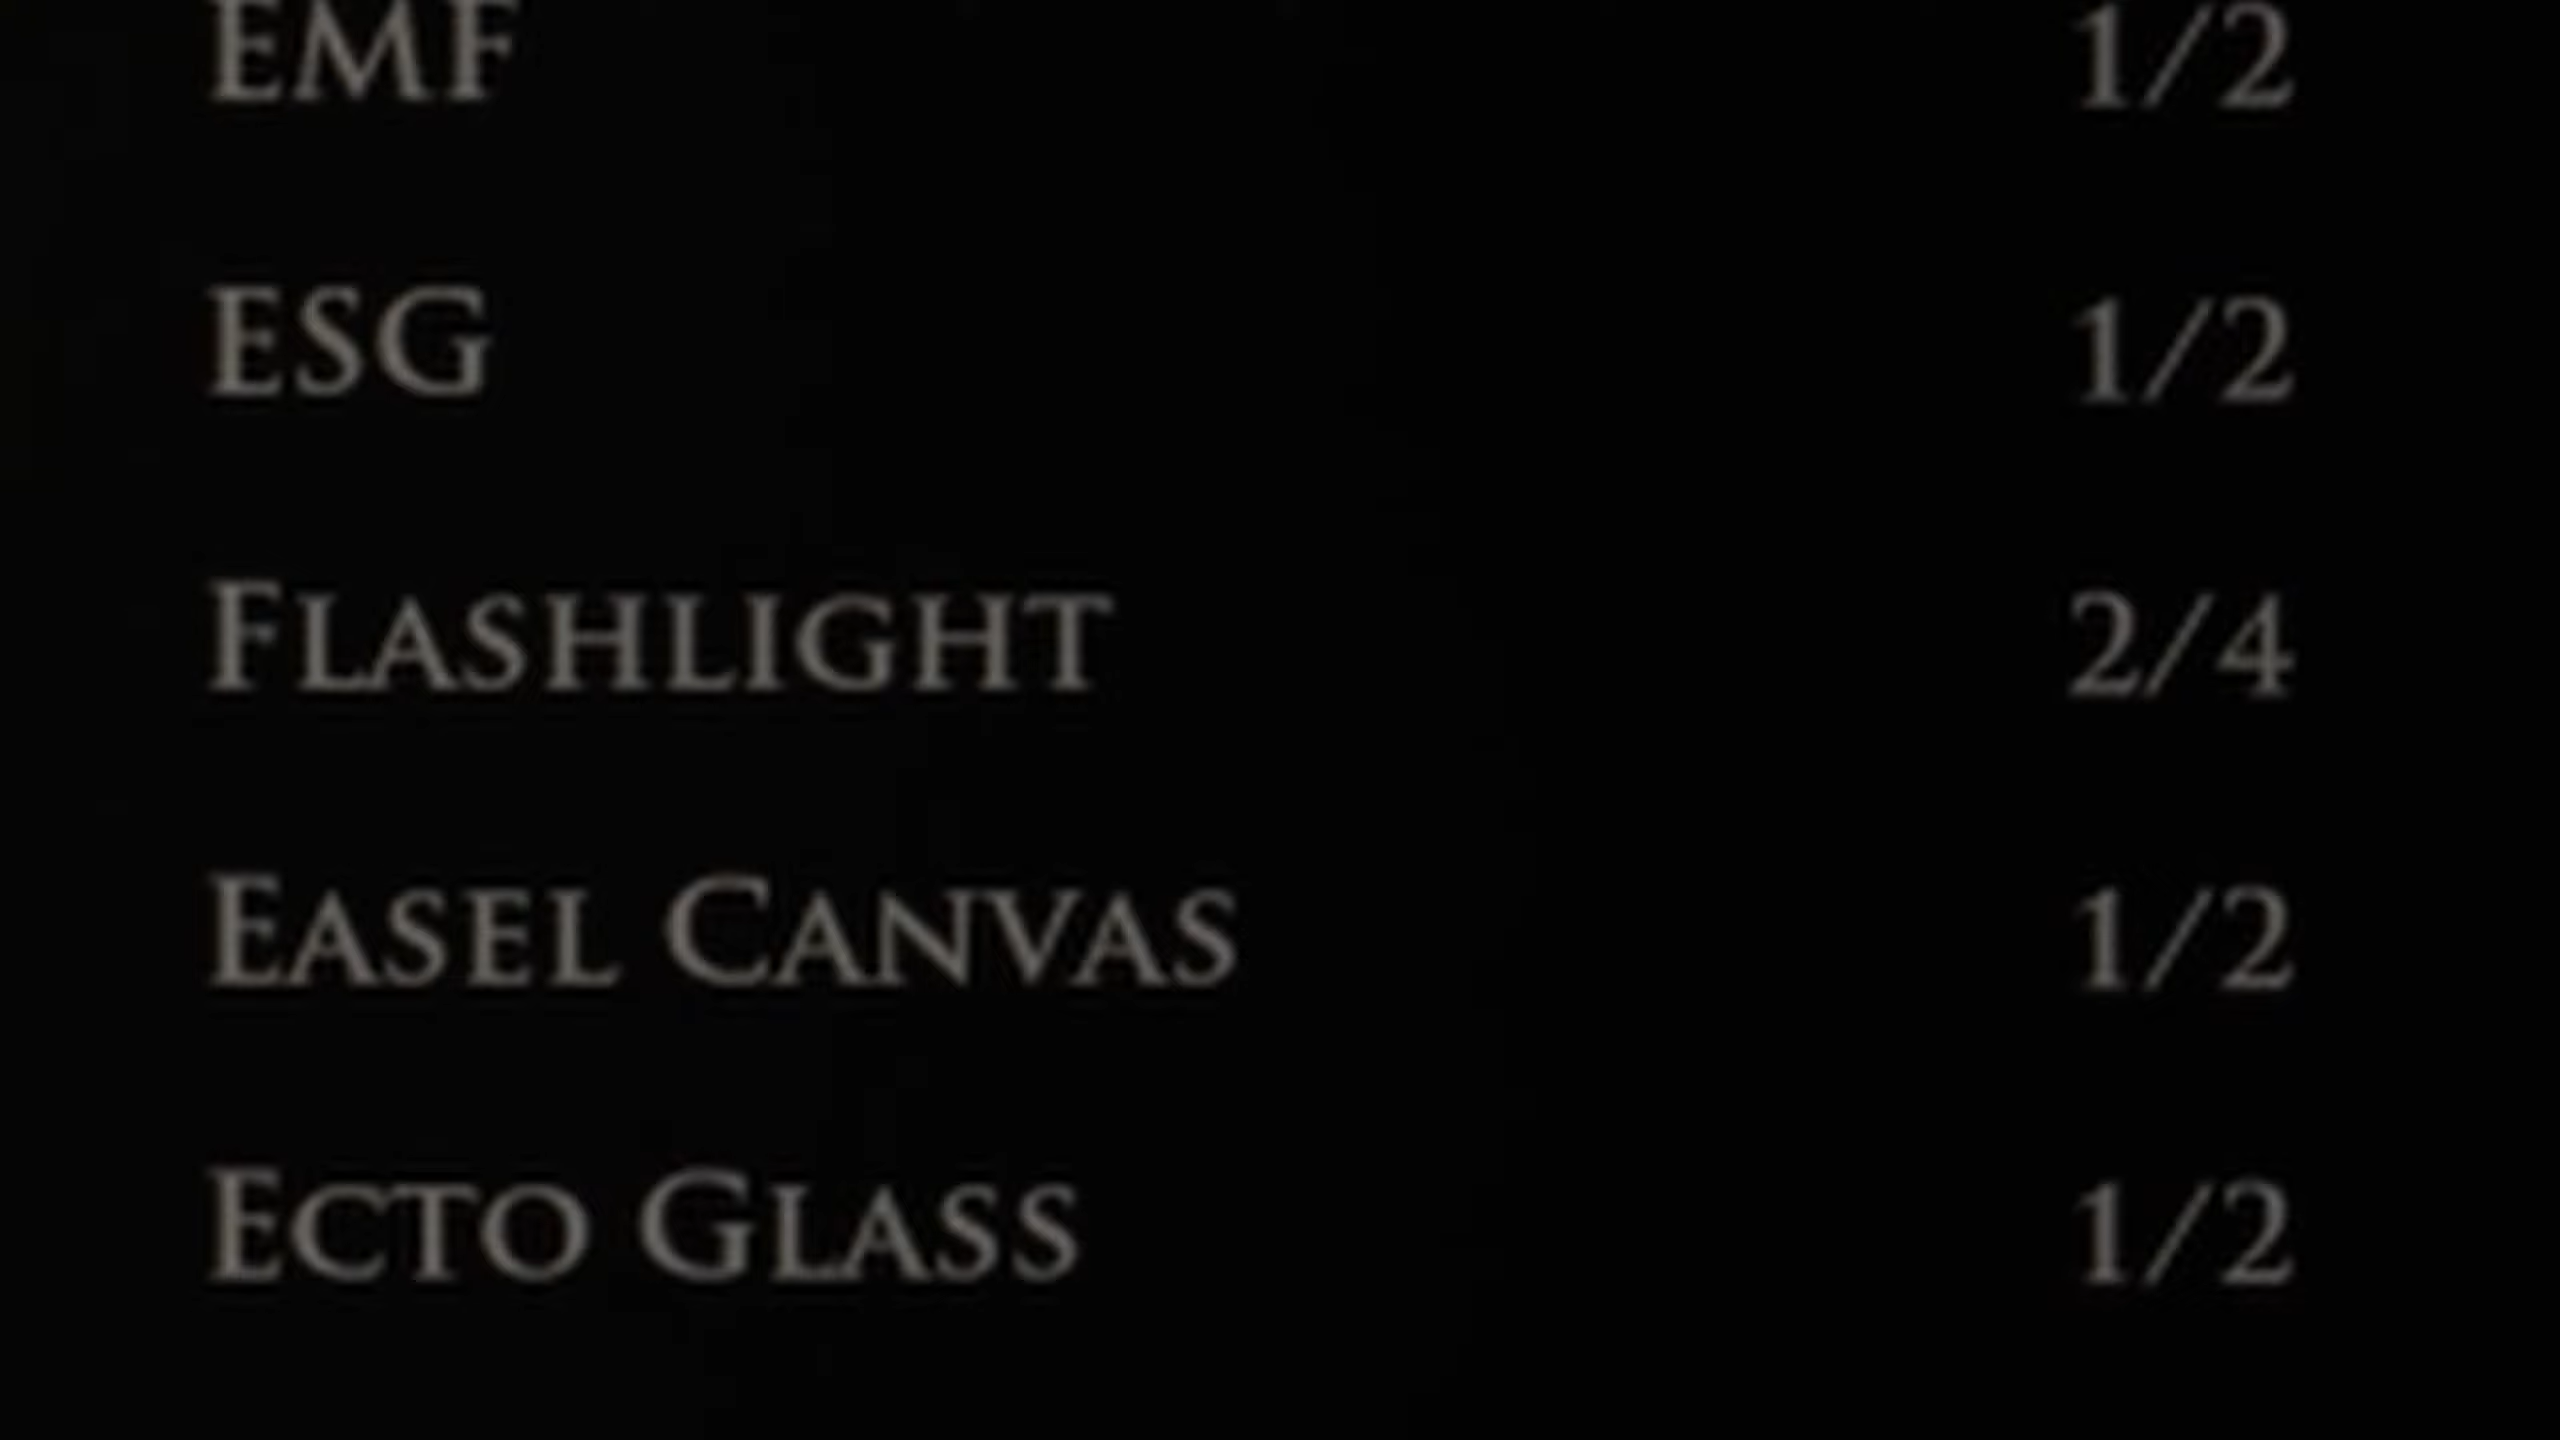 EMF 1/2
ESG 1/2
FLASHLIGHT 2/4
EASEL CANVAS 1/2
ECTO GLASS 1/2